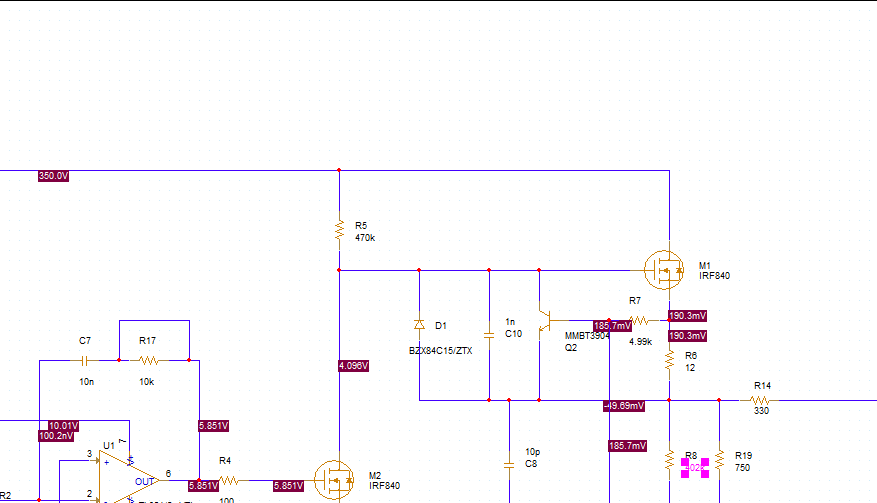 350.0V
R5
470k
M1
IRF840
R7
190.3mV
1n
C10
D1
185.7mV
MMBT3904
Q2
4.99k
190.3mV
C7
R17
BZX84C15/ZTX
R6
12
4.096V
10n
10k
R14
330
-49.69mV
10.01V
5.851V
100.2nV
7
U1
185.7mV
3
+
10p
C8
R8
R19
750
R4
6
OUT
M2
IRF840
5.851V
5.851V
R2
2
100